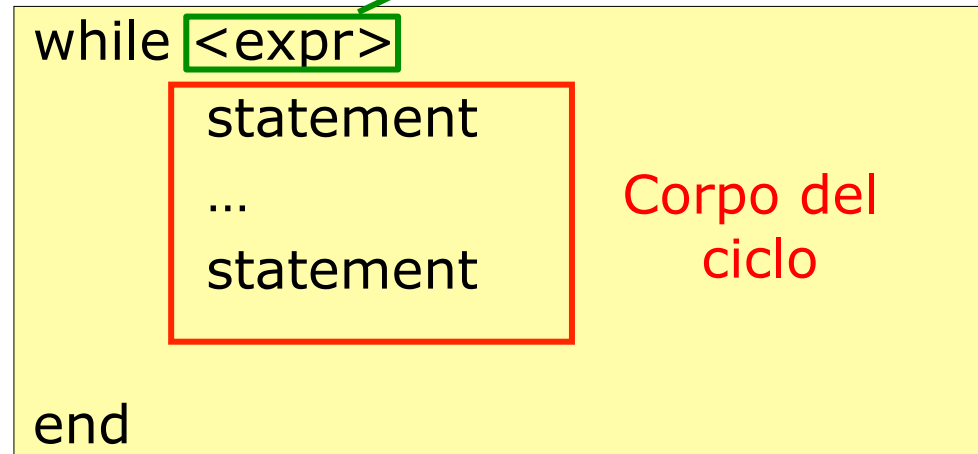 while <expr>
statement
...
statement
Corpo del
ciclo
end